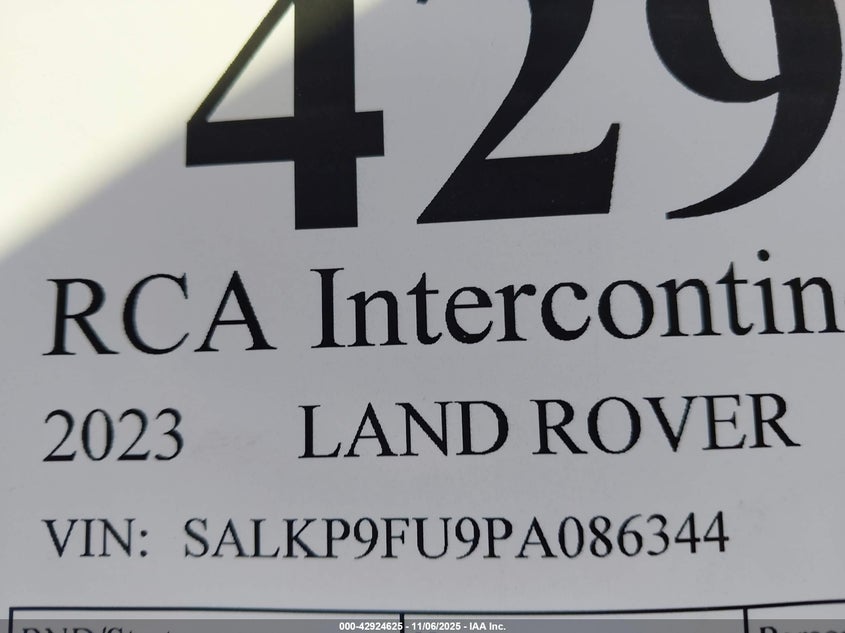 429
RCA Intercontin
2023 LAND ROVER
VIN: SALKP9FU9PA086344
000-42924625 - 11/06/2025 - IAA Inc.